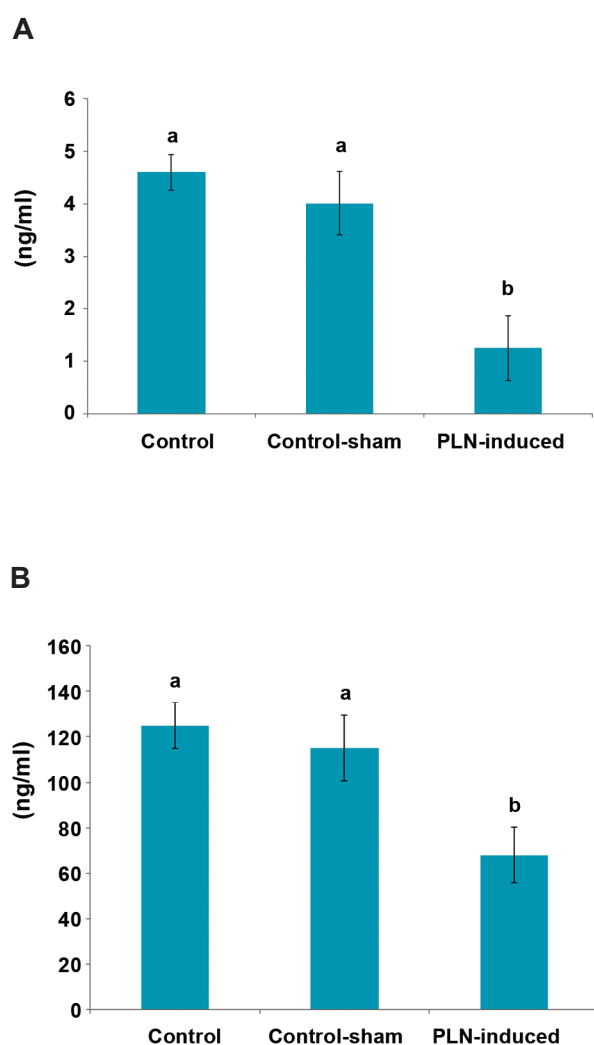 A
6
5
4
3
2
1
0
(ng/ml)
a
a
b
Control
Control-sham
PLN-induced
B
160
140
120
100
80
60
40
20
0
(ng/ml)
a
a
b
Control
Control-sham
PLN-induced